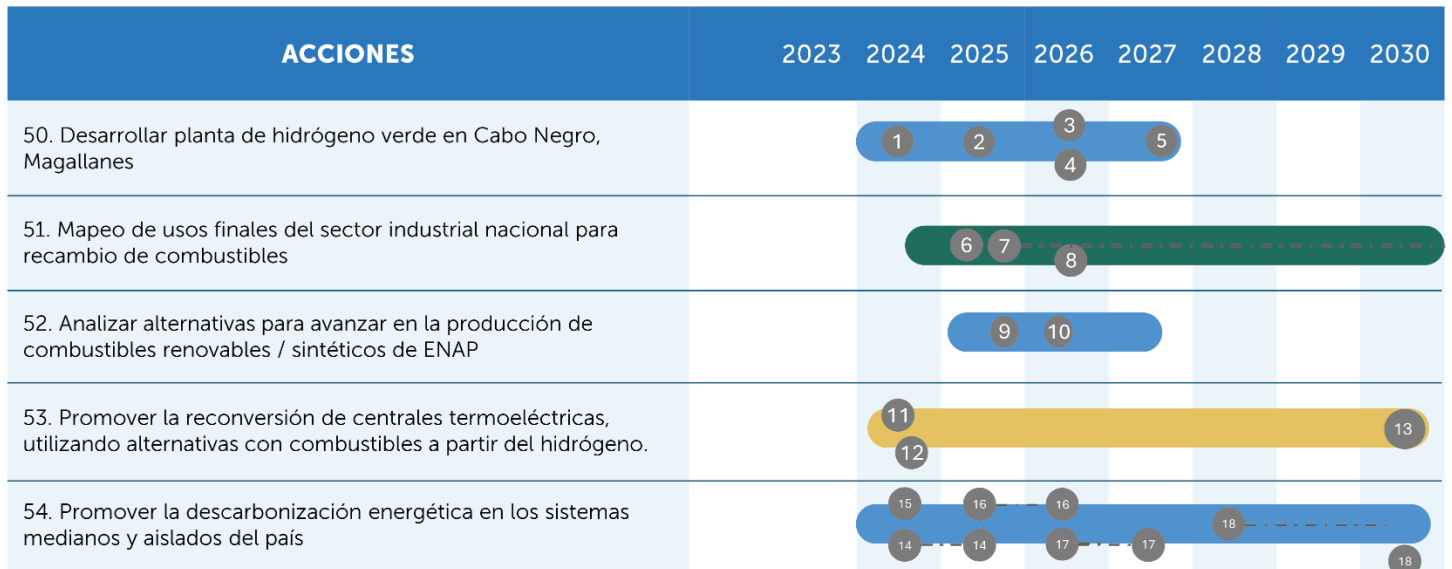 ACCIONES 2023 2024 2025 2026 2027 2028 2029 2030
50. Desarrollar planta de hidrógeno verde en Cabo Negro,
Magallanes
1 2 3 4 5
51. Mapeo de usos finales del sector industrial nacional para
recambio de combustibles
6 7 8
52. Analizar alternativas para avanzar en la producción de
combustibles renovables / sintéticos de ENAP
9 10
53. Promover la reconversión de centrales termoeléctricas,
utilizando alternativas con combustibles a partir del hidrógeno.
11 12 13
54. Promover la descarbonización energética en los sistemas
medianos y aislados del país
15 16 16 18
14 14 17 17 18